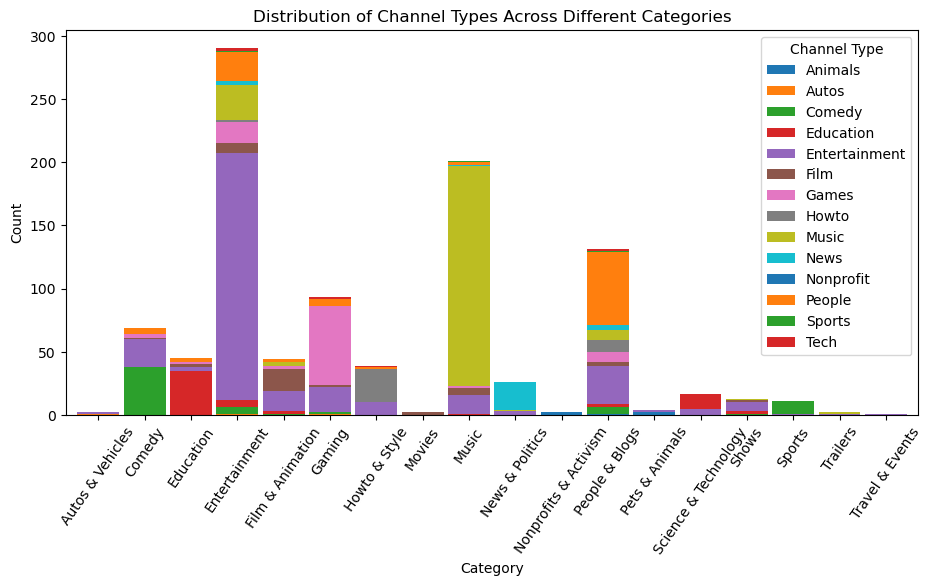 Distribution of Channel Types Across Different Categories
300
250
200
150
100
50
0
Count
Channel Type
Animals
Autos
Comedy
Education
Entertainment
Film
Games
Howto
Music
News
Nonprofit
People
Sports
Tech
Autos & Vehicles
Comedy
Education
Entertainment
Film & Animation
Gaming
Howto & Style
Movies
Music
News & Politics
Nonprofits & Activism
People & Blogs
Pets & Animals
Science & Technology
Shows
Sports
Trailers
Travel & Events
Category